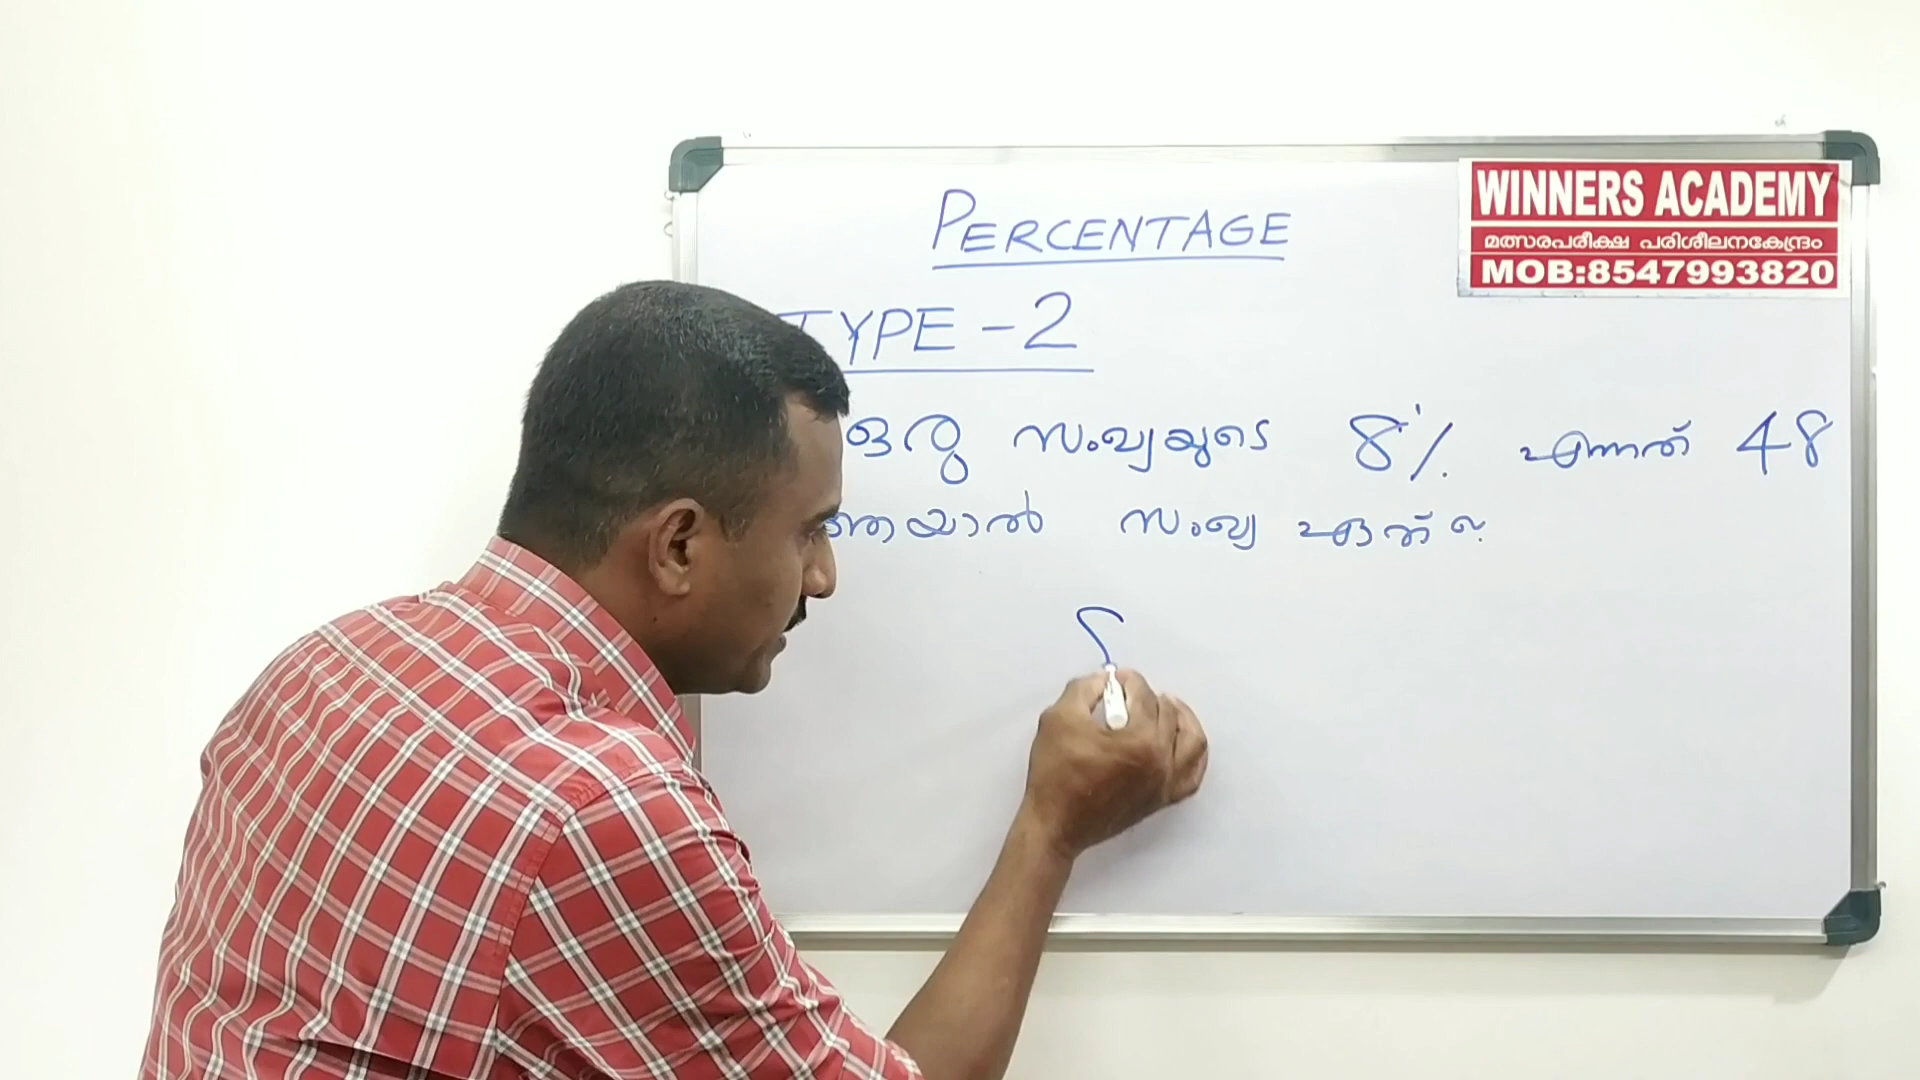 PERCENTAGE
WINNERS ACADEMY
മത്സരപരീക്ഷ പരിശീലനകേന്ദ്രം
MOB:8547993820
TYPE -2
ഒരു സംഖ്യയുടെ 8% എന്നത് 48
ആയാൽ സംഖ്യ ഏത്?